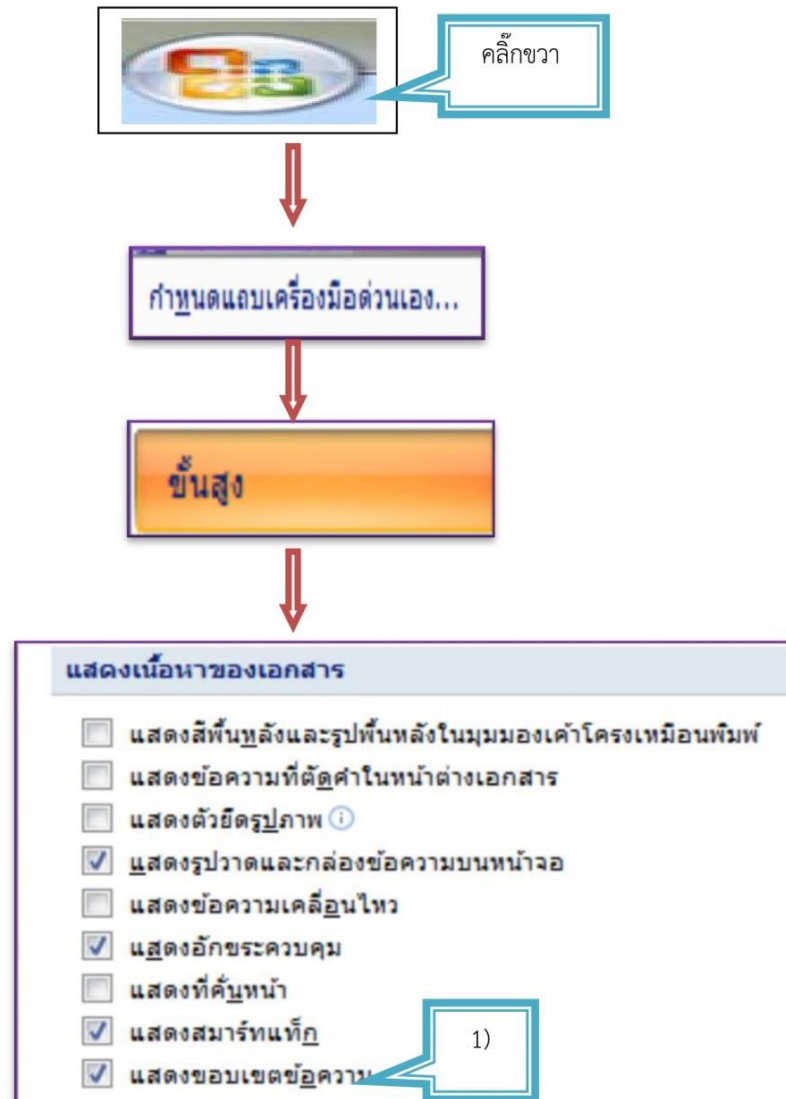 คลิ๊กขวา
กำหนดแถบเครื่องมือด่วนเอง...
ขั้นสูง
แสดงเนื้อหาของเอกสาร
แสดงสีพื้นหลังและรูปพื้นหลังในมุมมองเค้าโครงเหมือนพิมพ์
แสดงข้อความที่ตัดคำในหน้าต่างเอกสาร
แสดงตัวยึดรูปภาพ
แสดงรูปวาดและกล่องข้อความบนหน้าจอ
แสดงข้อความเคลื่อนไหว
แสดงอักขระควบคุม
แสดงที่คั่นหน้า
แสดงสมาร์ทแท็ก
แสดงขอบเขตข้อความ
1)